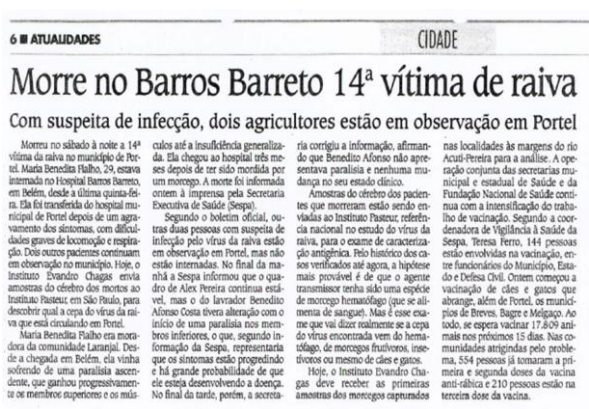 6 ■ ATUALIDADES
CIDADE
Morre no Barros Barreto 14ª vítima de raiva
Com suspeita de infecção, dois agricultores estão em observação em Portel
Morreu no sábado à noite a 14ª
vítima da raiva no município de Por-
tel. Maria Benedita Fialho, 29, estava
internada no Hospital Barros Barreto,
em Belém, desde a última quinta-fei-
ra. Ela foi transferida do hospital mu-
nicipal de Portel depois de um agra-
vamento dos sintomas, com dificul-
dades graves de locomoção e respira-
ção. Dois outros pacientes continuam
em observação no município. Hoje, o
Instituto Evandro Chagas envia
amostras do cérebro dos mortos ao
Instituto Pasteur, em São Paulo, para
descobrir qual a cepa do vírus da rai-
va que está circulando em Portel.
Maria Benedita Fialho era mo-
radora da comunidade Laranjal. Des-
de a chegada em Belém, ela vinha
sofrendo de uma paralisia ascen-
dente, que ganhou progressivamen-
te os membros superiores e os mús-
culos até a insuficiência generaliza-
da. Ela chegou ao hospital três me-
ses depois de ter sido mordida por
um morcego. A morte foi informada
ontem à imprensa pela Secretaria
Executiva de Saúde (Sespa).
Segundo o boletim oficial, ou-
tras duas pessoas com suspeita de
infecção pelo vírus da raiva estão
em observação em Portel, mas não
estão internadas. No final da ma-
nhã a Sespa informou que o qua-
dro de Alex Pereira continua está-
vel, mas o do lavrador Benedito
Afonso Costa tivera alteração com o
início de uma paralisia nos mem-
bros inferiores, o que, segundo in-
formação da Sespa, representaria
que os sintomas estão progredindo
e há grande probabilidade de que
ele esteja desenvolvendo a doença.
No final da tarde, porém, a secreta-
ria corrigiu a informação, afirman-
do que Benedito Afonso não apre-
sentava paralisia e nenhuma mu-
dança no seu estado clínico.
Amostras do cérebro dos pacien-
tes que morreram estão sendo en-
viadas ao Instituto Pasteur, referên-
cia nacional no estudo do vírus da
raiva, para o exame de caracteriza-
ção antigênica. Pelo histórico dos ca-
sos verificados até agora, a hipótese
mais provável é de que o agente
transmissor tenha sido uma espécie
de morcego hematófago (que se ali-
menta de sangue). Mas é esse exame
que vai dizer realmente se a cepa do
vírus encontrada vem do hema-
tófago, de morcegos frutívoros, inse-
tívoros ou mesmo de cães e gatos.
Hoje, o Instituto Evandro Cha-
gas deve receber as primeiras
amostras dos morcegos capturados
nas localidades às margens do rio
Acuti-Pereira para a análise. A ope-
ração conjunta das secretarias mu-
nicipal e estadual de Saúde e da
Fundação Nacional de Saúde conti-
nua com a intensificação do traba-
lho de vacinação. Segundo a coor-
denadora de Vigilância à Saúde da
Sespa, Tereza Ferro, 144 pessoas
estão envolvidas na vacinação, en-
tre funcionários do Município, Esta-
do e Defesa Civil. Ontem começou a
vacinação de cães e gatos que
abrange, além de Portel, os municí-
pios de Breves, Bagre e Melgaço. Ao
todo, se espera vacinar 17.809 ani-
mais nos próximos 15 dias. Nas co-
munidades atingidas pelo proble-
ma, 554 pessoas já tomaram a pri-
meira e segunda doses da vacina
anti-rábica e 210 pessoas estão na
terceira dose da vacina.